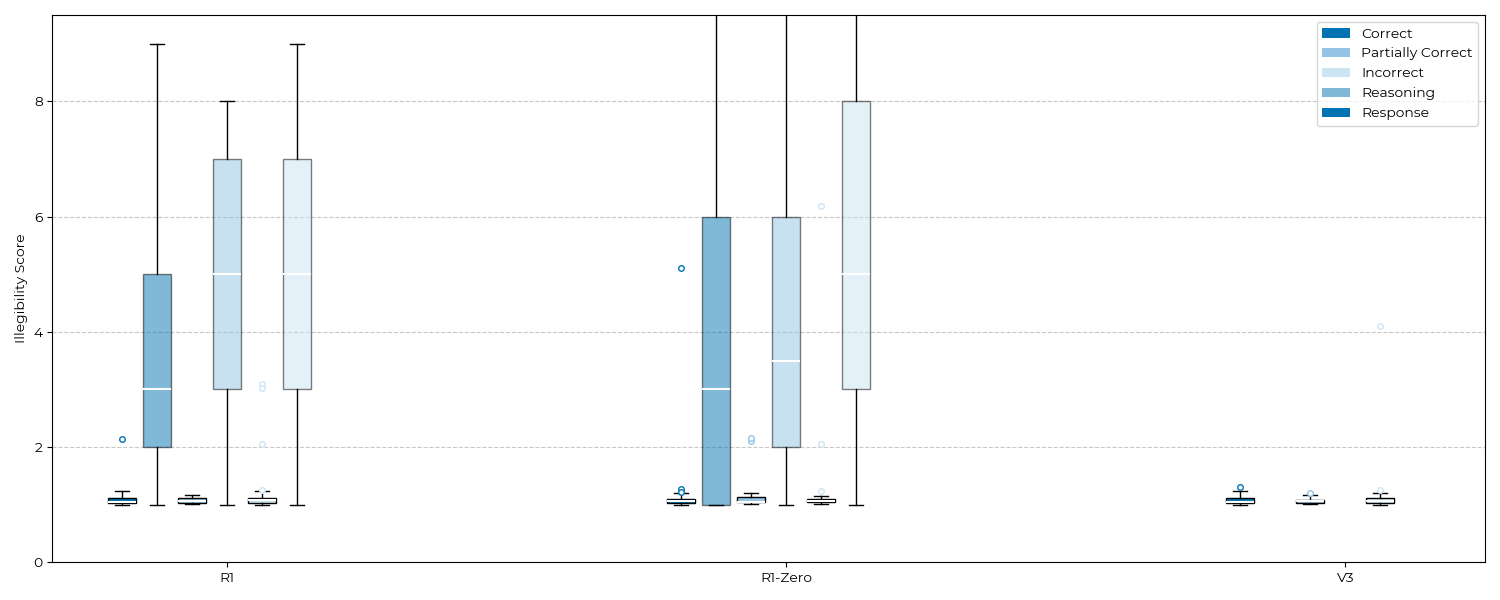 Illegibility Score
8
6
4
2
0
R1
R1-Zero
V3
Correct
Partially Correct
Incorrect
Reasoning
Response